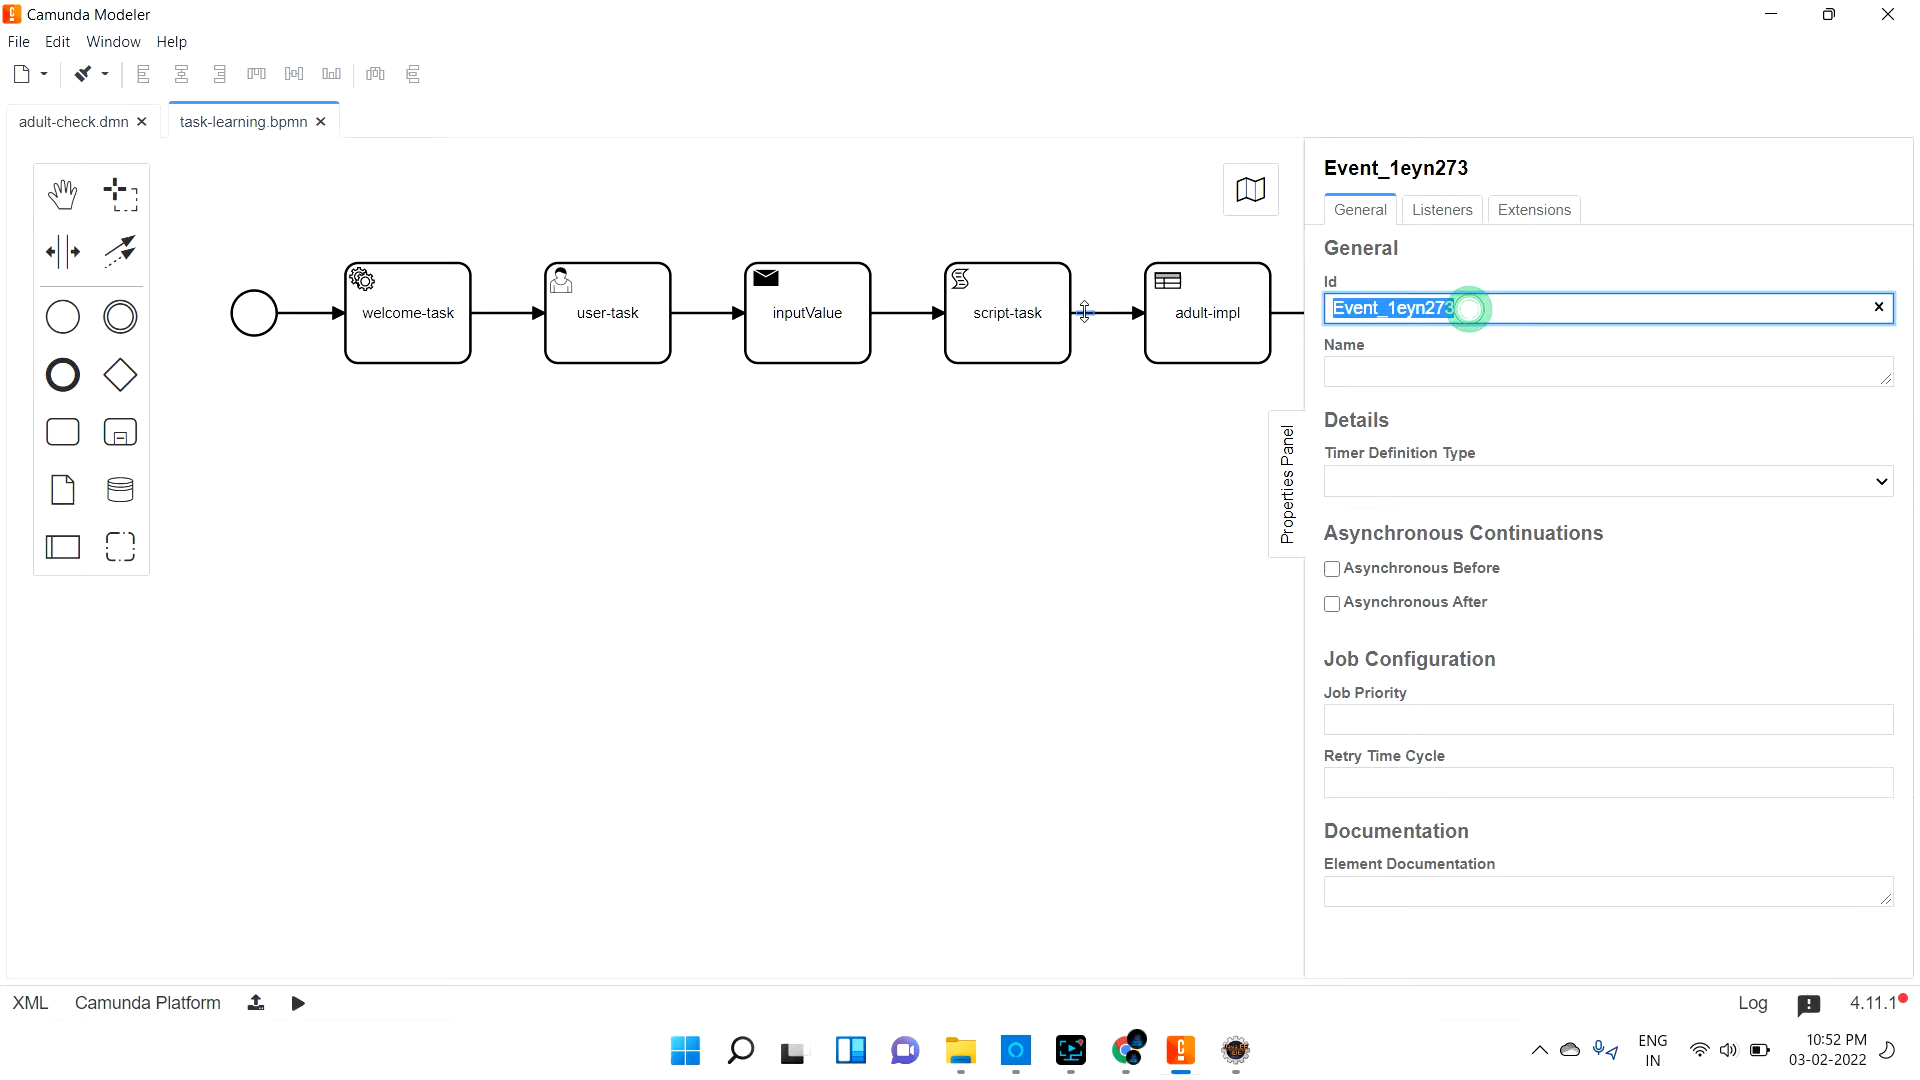 Camunda Modeler
File Edit Window Help
adult-check.dmn
task-learning.bpmn
welcome-task
user-task
inputValue
script-task
adult-impl
Properties Panel
Event_1eyn273
General Listeners Extensions
General
Id
Event_1eyn273
Name
Details
Timer Definition Type
Asynchronous Continuations
Asynchronous Before
Asynchronous After
Job Configuration
Job Priority
Retry Time Cycle
Documentation
Element Documentation
XML Camunda Platform
Log 4.11.1
ENG
IN
10:52 PM
03-02-2022